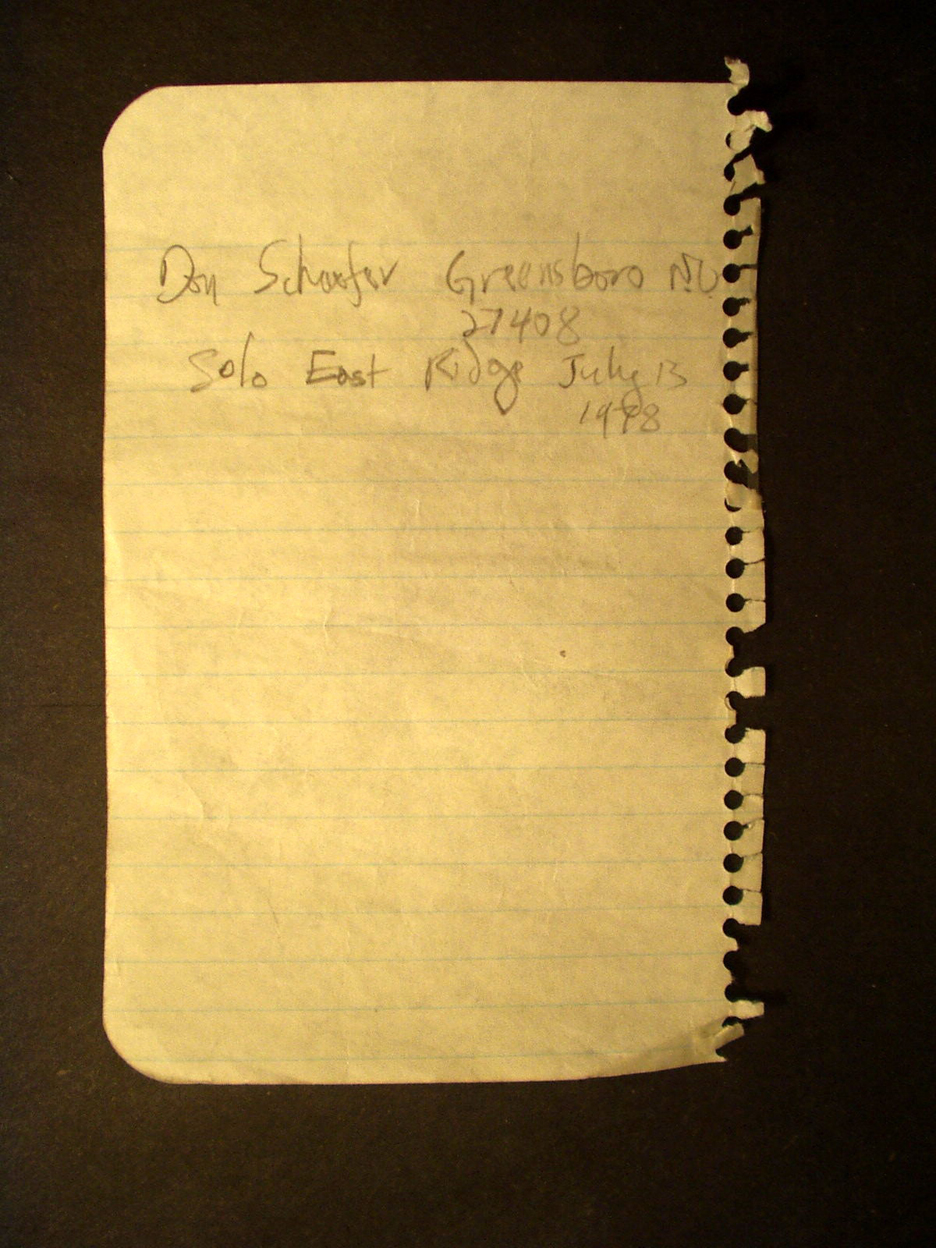 Don Schaefer Greensboro NC
27408
Solo East Ridge July 13
1998